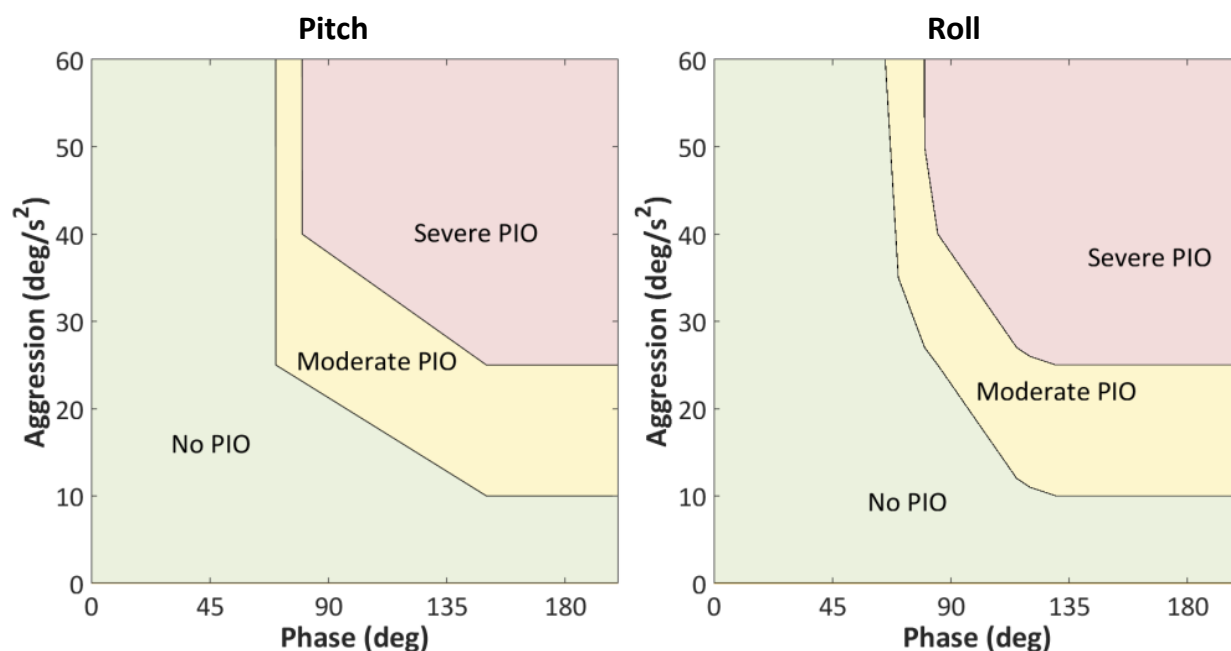 Pitch
60
50
40
30
20
10
0
Aggression (deg/s²)
Severe PIO
Moderate PIO
No PIO
0 45 90 135 180
Phase (deg)
Roll
60
50
40
30
20
10
0
Aggression (deg/s²)
Severe PIO
Moderate PIO
No PIO
0 45 90 135 180
Phase (deg)